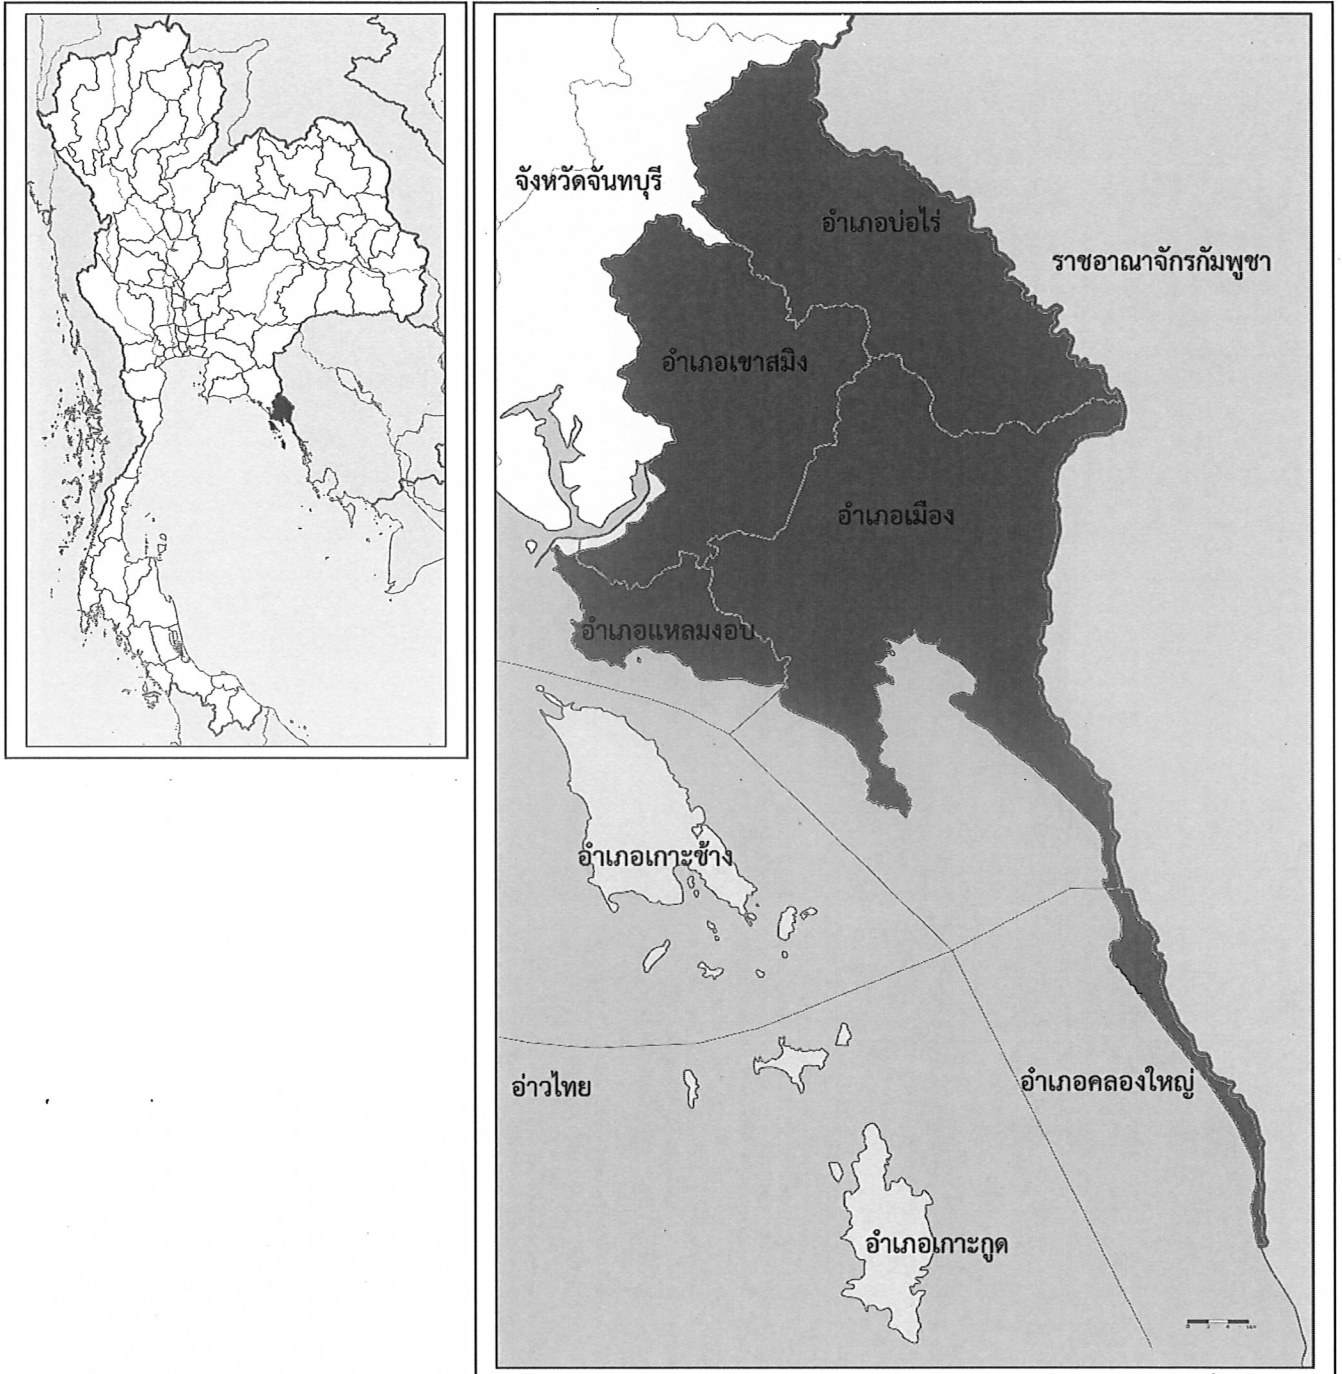 จังหวัดจันทบุรี
อำเภอบ่อไร่
ราชอาณาจักรกัมพูชา
อำเภอเขาสมิง
อำเภอเมือง
อำเภอแหลมงอบ
อำเภอเกาะช้าง
อ่าวไทย
อำเภอคลองใหญ่
อำเภอเกาะกูด